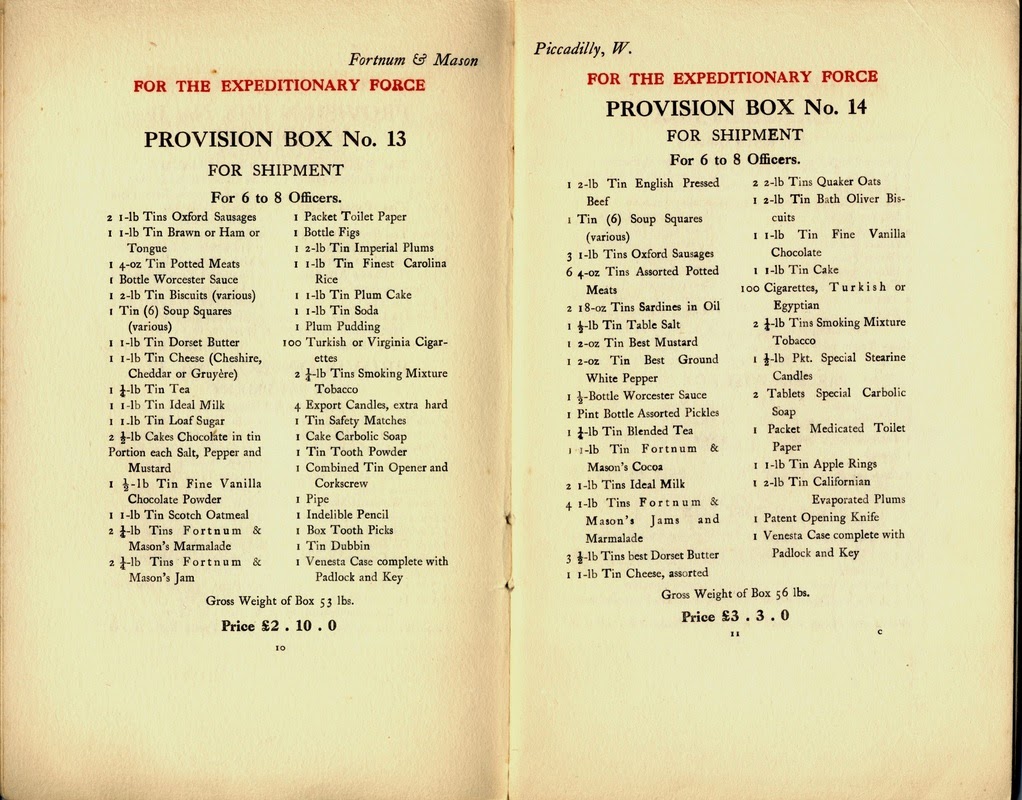 Fortnum & Mason
FOR THE EXPEDITIONARY FORCE
PROVISION BOX No. 13
FOR SHIPMENT
For 6 to 8 Officers.
2 1-lb Tins Oxford Sausages
1 1-lb Tin Brawn or Ham or
Tongue
1 4-oz Tin Potted Meats
1 Bottle Worcester Sauce
1 2-lb Tin Biscuits (various)
1 Tin (6) Soup Squares
(various)
1 1-lb Tin Dorset Butter
1 1-lb Tin Cheese (Cheshire,
Cheddar or Gruyère)
1 ¼-lb Tin Tea
1 1-lb Tin Ideal Milk
1 1-lb Tin Loaf Sugar
2 ½-lb Cakes Chocolate in tin
Portion each Salt, Pepper and
Mustard
1 ½-lb Tin Fine Vanilla
Chocolate Powder
1 1-lb Tin Scotch Oatmeal
2 ¼-lb Tins Fortnum &
Mason's Marmalade
2 ¼-lb Tins Fortnum &
Mason's Jam
1 Packet Toilet Paper
1 Bottle Figs
1 2-lb Tin Imperial Plums
1 1-lb Tin Finest Carolina
Rice
1 1-lb Tin Plum Cake
1 1-lb Tin Soda
1 Plum Pudding
100 Turkish or Virginia Cigar-
ettes
2 ¼-lb Tins Smoking Mixture
Tobacco
4 Export Candles, extra hard
1 Tin Safety Matches
1 Cake Carbolic Soap
1 Tin Tooth Powder
1 Combined Tin Opener and
Corkscrew
1 Pipe
1 Indelible Pencil
1 Box Tooth Picks
1 Tin Dubbin
1 Venesta Case complete with
Padlock and Key
Gross Weight of Box 53 lbs.
Price £2 . 10 . 0
10
Piccadilly, W.
FOR THE EXPEDITIONARY FORCE
PROVISION BOX No. 14
FOR SHIPMENT
For 6 to 8 Officers.
1 2-lb Tin English Pressed
Beef
1 Tin (6) Soup Squares
(various)
3 1-lb Tins Oxford Sausages
6 4-oz Tins Assorted Potted
Meats
2 18-oz Tins Sardines in Oil
1 ½-lb Tin Table Salt
1 2-oz Tin Best Mustard
1 2-oz Tin Best Ground
White Pepper
1 ½-Bottle Worcester Sauce
1 Pint Bottle Assorted Pickles
1 ¼-lb Tin Blended Tea
1 1-lb Tin Fortnum &
Mason's Cocoa
2 1-lb Tins Ideal Milk
4 1-lb Tins Fortnum &
Mason's Jams and
Marmalade
3 ½-lb Tins best Dorset Butter
1 1-lb Tin Cheese, assorted
2 2-lb Tins Quaker Oats
1 2-lb Tin Bath Oliver Bis-
cuits
1 1-lb Tin Fine Vanilla
Chocolate
1 1-lb Tin Cake
100 Cigarettes, Turkish or
Egyptian
2 ¼-lb Tins Smoking Mixture
Tobacco
1 ½-lb Pkt. Special Stearine
Candles
2 Tablets Special Carbolic
Soap
1 Packet Medicated Toilet
Paper
1 1-lb Tin Apple Rings
1 2-lb Tin Californian
Evaporated Plums
1 Patent Opening Knife
1 Venesta Case complete with
Padlock and Key
Gross Weight of Box 56 lbs.
Price £3 . 3 . 0
11
C